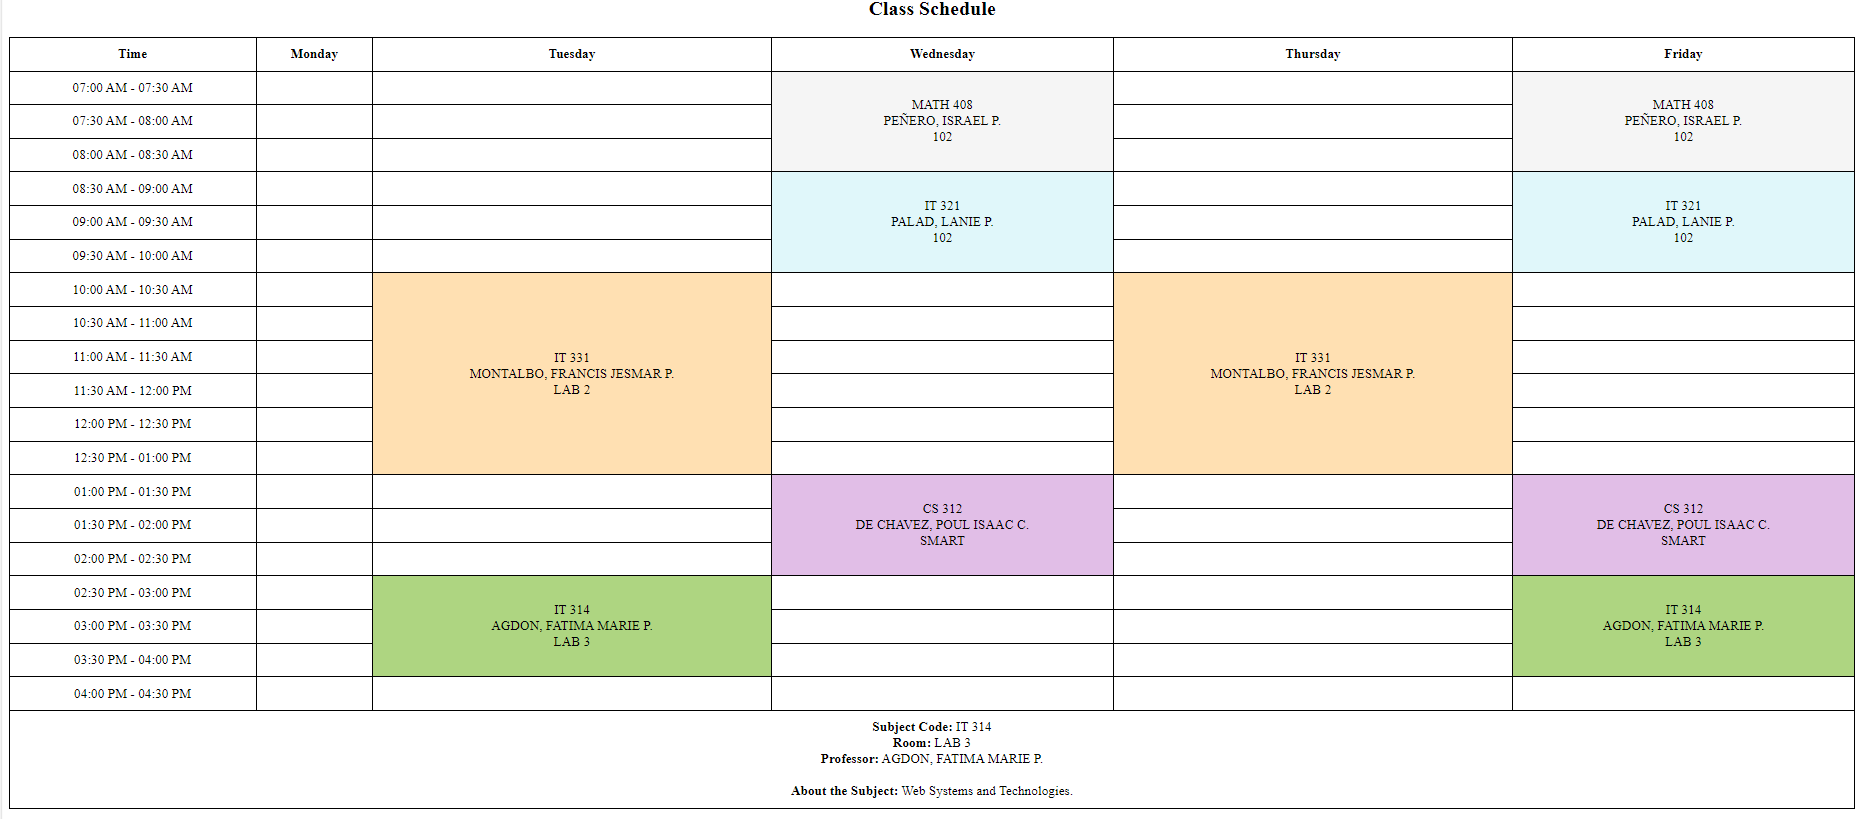 Class Schedule
Time Monday Tuesday Wednesday Thursday Friday
07:00 AM - 07:30 AM
07:30 AM - 08:00 AM
08:00 AM - 08:30 AM
MATH 408
PEÑERO, ISRAEL P.
102
MATH 408
PEÑERO, ISRAEL P.
102
08:30 AM - 09:00 AM
09:00 AM - 09:30 AM
09:30 AM - 10:00 AM
IT 321
PALAD, LANIE P.
102
IT 321
PALAD, LANIE P.
102
10:00 AM - 10:30 AM
10:30 AM - 11:00 AM
11:00 AM - 11:30 AM
11:30 AM - 12:00 PM
12:00 PM - 12:30 PM
12:30 PM - 01:00 PM
IT 331
MONTALBO, FRANCIS JESMAR P.
LAB 2
IT 331
MONTALBO, FRANCIS JESMAR P.
LAB 2
01:00 PM - 01:30 PM
01:30 PM - 02:00 PM
02:00 PM - 02:30 PM
CS 312
DE CHAVEZ, POUL ISAAC C.
SMART
CS 312
DE CHAVEZ, POUL ISAAC C.
SMART
02:30 PM - 03:00 PM
03:00 PM - 03:30 PM
03:30 PM - 04:00 PM
IT 314
AGDON, FATIMA MARIE P.
LAB 3
IT 314
AGDON, FATIMA MARIE P.
LAB 3
04:00 PM - 04:30 PM
Subject Code: IT 314
Room: LAB 3
Professor: AGDON, FATIMA MARIE P.
About the Subject: Web Systems and Technologies.